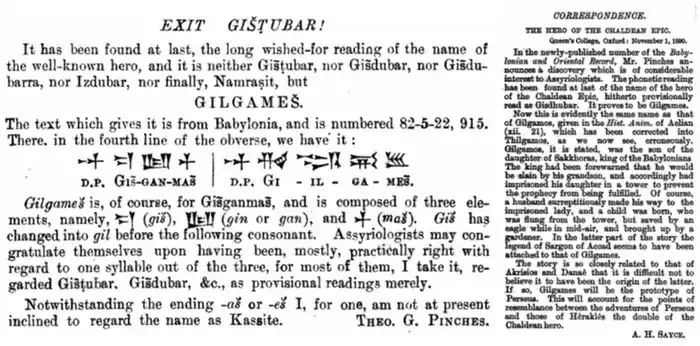 EXIT GIŠṬUBAR!
It has been found at last, the long wished-for reading of the name of
the well-known hero, and it is neither Gišṭubar, nor Gišdubar, nor Gišdu-
barra, nor Izdubar, nor finally, Namraṣit, but
GILGAMEŠ.
The text which gives it is from Babylonia, and is numbered 82-5-22, 915.
There. in the fourth line of the obverse, we have it :
D.P. GIŠ-GAN-MAŠ D.P. GI - IL - GA - MEŠ.
Gilgameš is, of course, for Gišganmaš, and is composed of three ele-
ments, namely, (giš), (gin or gan), and (maš). Giš has
changed into gil before the following consonant. Assyriologists may con-
gratulate themselves upon having been, mostly, practically right with
regard to one syllable out of the three, for most of them, I take it, re-
garded Gišṭubar. Gišdubar, &c., as provisional readings merely.
Notwithstanding the ending -aš or -eš I, for one, am not at present
inclined to regard the name as Kassite. THEO. G. PINCHES.
CORRESPONDENCE.
THE HERO OF THE CHALDEAN EPIC.
Queen's College, Oxford: November 1, 1890.
In the newly-published number of the Baby-
lonian and Oriental Record, Mr. Pinches an-
nounces a discovery which is of considerable
interest to Assyriologists. The phonetic reading
has been found at last of the name of the hero
of the Chaldean Epic, hitherto provisionally
read as Gisdhubar. It proves to be Gilgames.
Now this is evidently the same name as that
of Gilgamos, given in the Hist. Anim. of Aelian
(xii. 21), which has been corrected into
Thilgamos, as we now see, erroneously.
Gilgamos, it is stated, was the son of the
daughter of Sakkhoras, king of the Babylonians
The king had been forewarned that he would
be slain by his grandson, and accordingly had
imprisoned his daughter in a tower to prevent
the prophecy from being fulfilled. Of course,
a husband surreptitiously made his way to the
imprisoned lady, and a child was born, who
was flung from the tower, but saved by an
eagle while in mid-air, and brought up by a
gardener. In the latter part of the story the
legend of Sargon of Accad seems to have been
attached to that of Gilgames.
The story is so closely related to that of
Akrisios and Danaê that it is difficult not to
believe it to have been the origin of the latter.
If so, Gilgames will be the prototype of
Perseus. This will account for the points of
resemblance between the adventures of Perseus
and those of Hêraklês the double of the
Chaldean hero.
A. H. SAYCE.